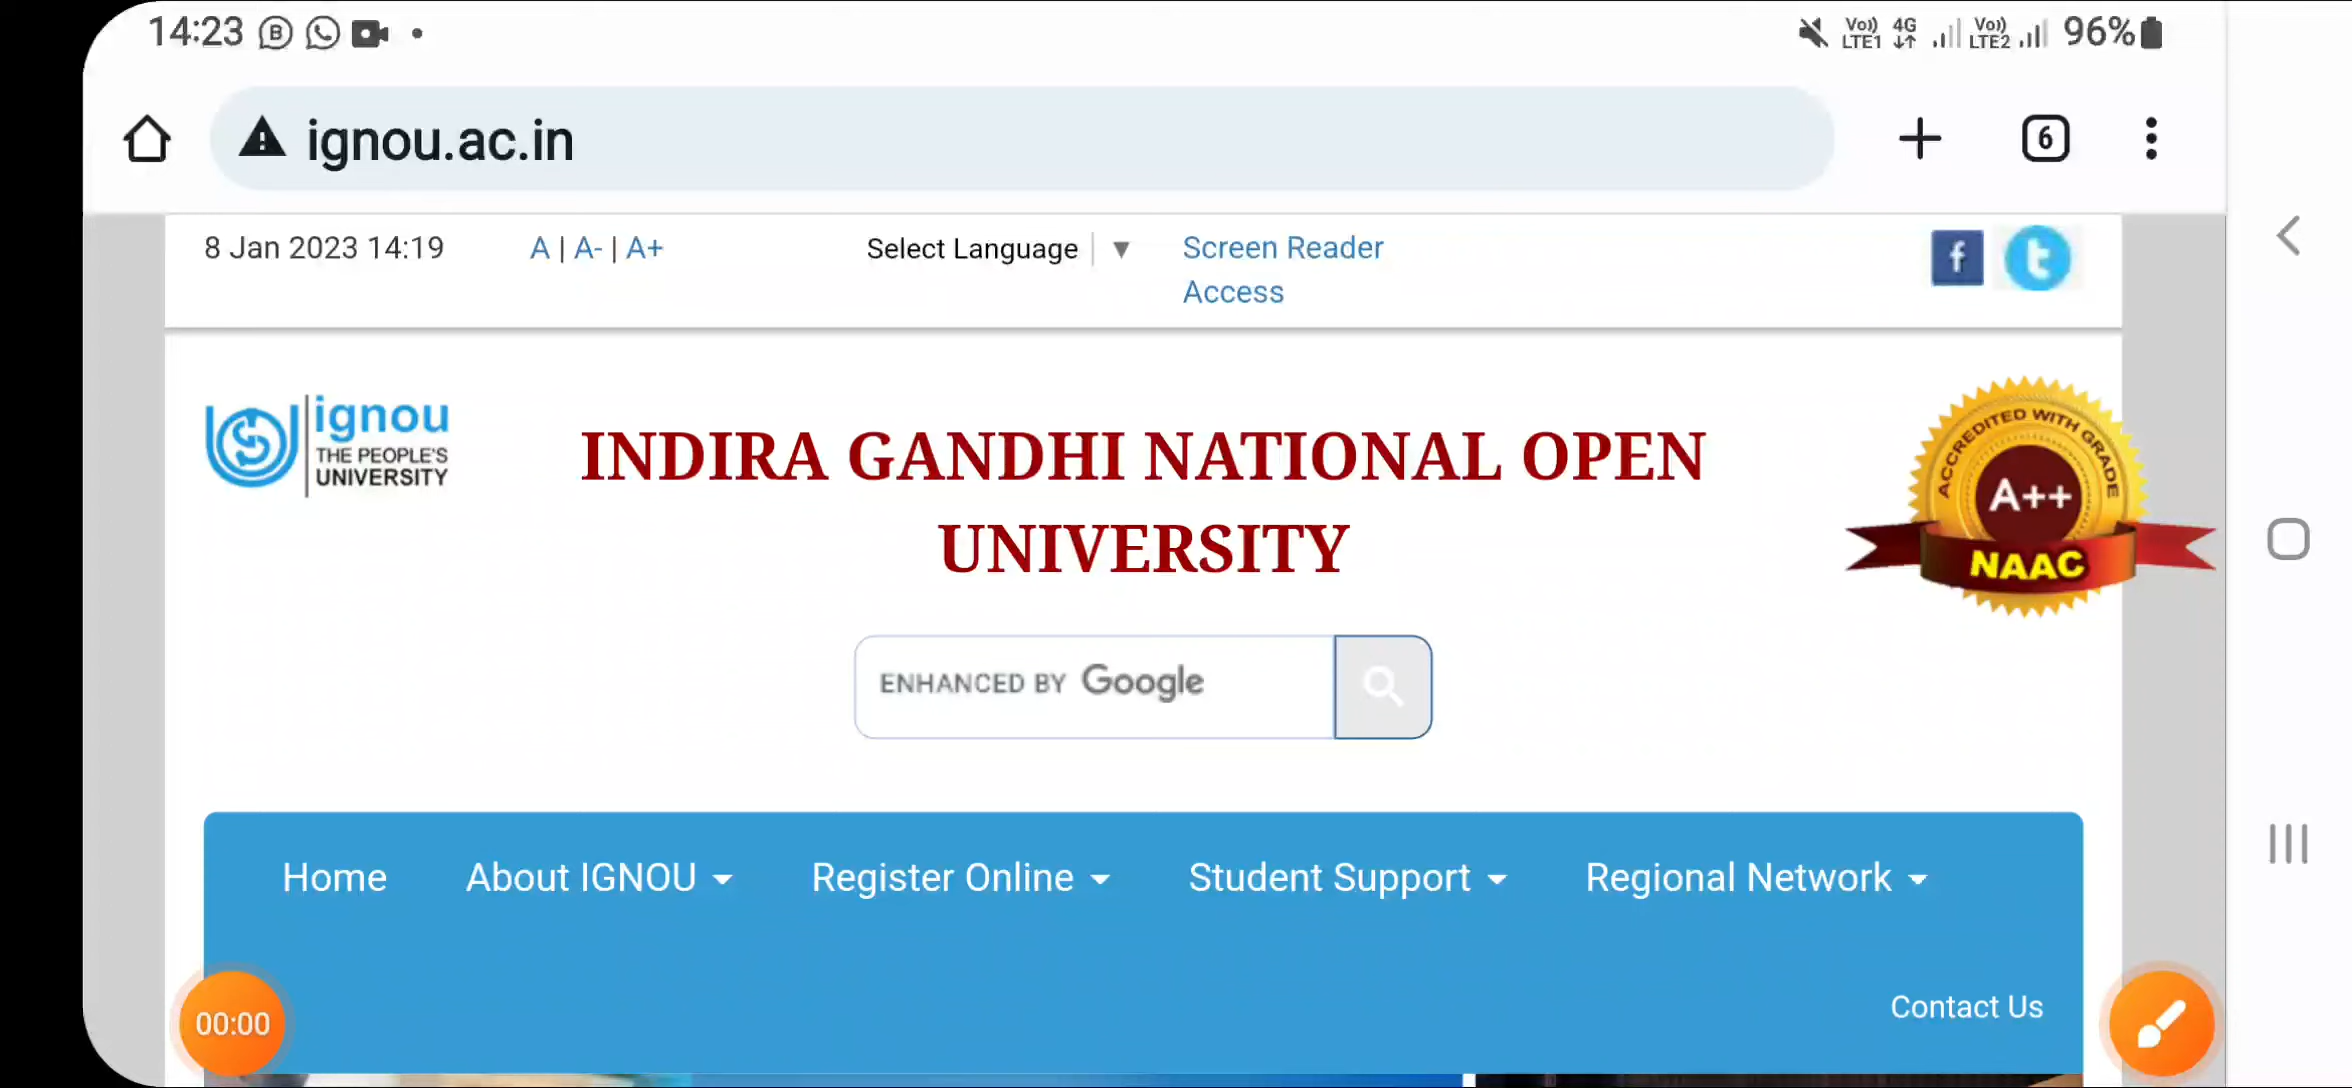 14:23
Vo)) LTE1 4G Vo)) LTE2 96%
ignou.ac.in
6
8 Jan 2023 14:19 A | A- | A+ Select Language ▼ Screen Reader
Access
f t
ignou
THE PEOPLE'S
UNIVERSITY
INDIRA GANDHI NATIONAL OPEN
UNIVERSITY
ACCREDITED WITH GRADE
A++
NAAC
ENHANCED BY Google
Home About IGNOU Register Online Student Support Regional Network
Contact Us
00:00